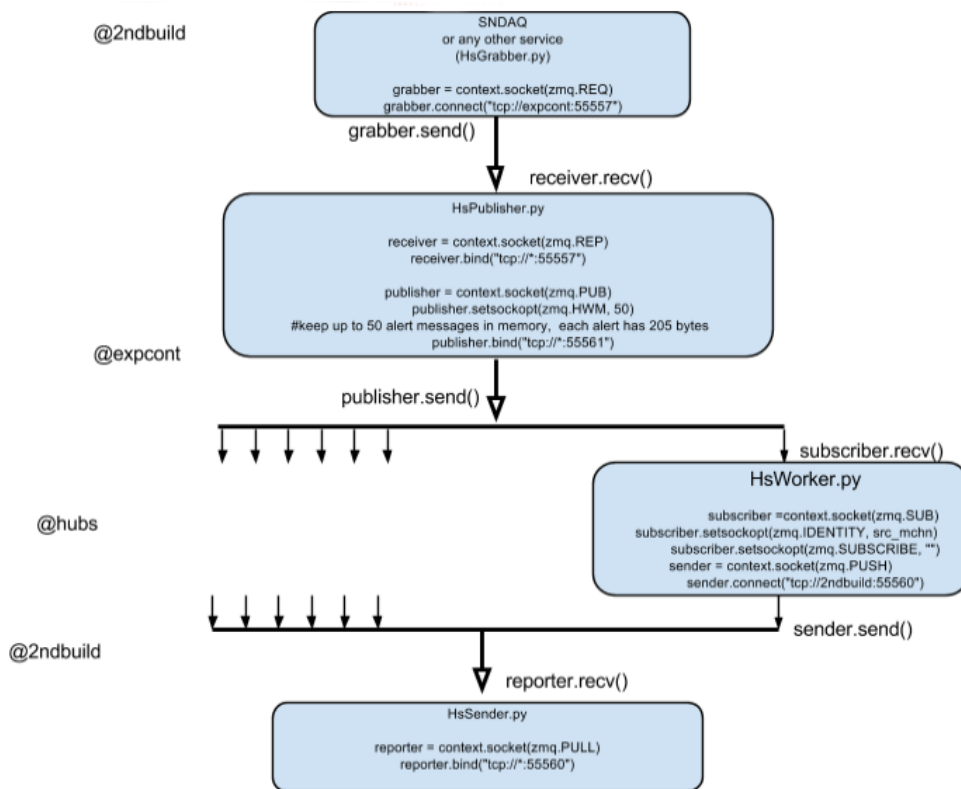 @2ndbuild
SNDAQ
or any other service
(HsGrabber.py)
grabber = context.socket(zmq.REQ)
grabber.connect("tcp://expcont:55557")
grabber.send()
receiver.recv()
HsPublisher.py
receiver = context.socket(zmq.REP)
receiver.bind("tcp://*:55557")
publisher = context.socket(zmq.PUB)
publisher.setsockopt(zmq.HWM, 50)
#keep up to 50 alert messages in memory, each alert has 205 bytes
publisher.bind("tcp://*:55561")
@expcont
publisher.send()
subscriber.recv()
HsWorker.py
@hubs
subscriber =context.socket(zmq.SUB)
subscriber.setsockopt(zmq.IDENTITY, src_mchn)
subscriber.setsockopt(zmq.SUBSCRIBE, "")
sender = context.socket(zmq.PUSH)
sender.connect("tcp://2ndbuild:55560")
sender.send()
@2ndbuild
reporter.recv()
HsSender.py
reporter = context.socket(zmq.PULL)
reporter.bind("tcp://*:55560")